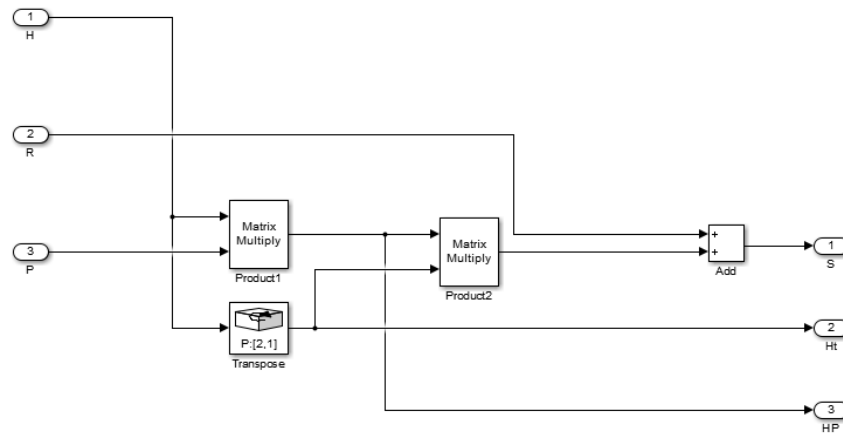 1
H
2
R
3
P
Matrix
Multiply
Product1
P:[2,1]
Transpose
Matrix
Multiply
Product2
+
+
Add
1
S
2
Ht
3
HP